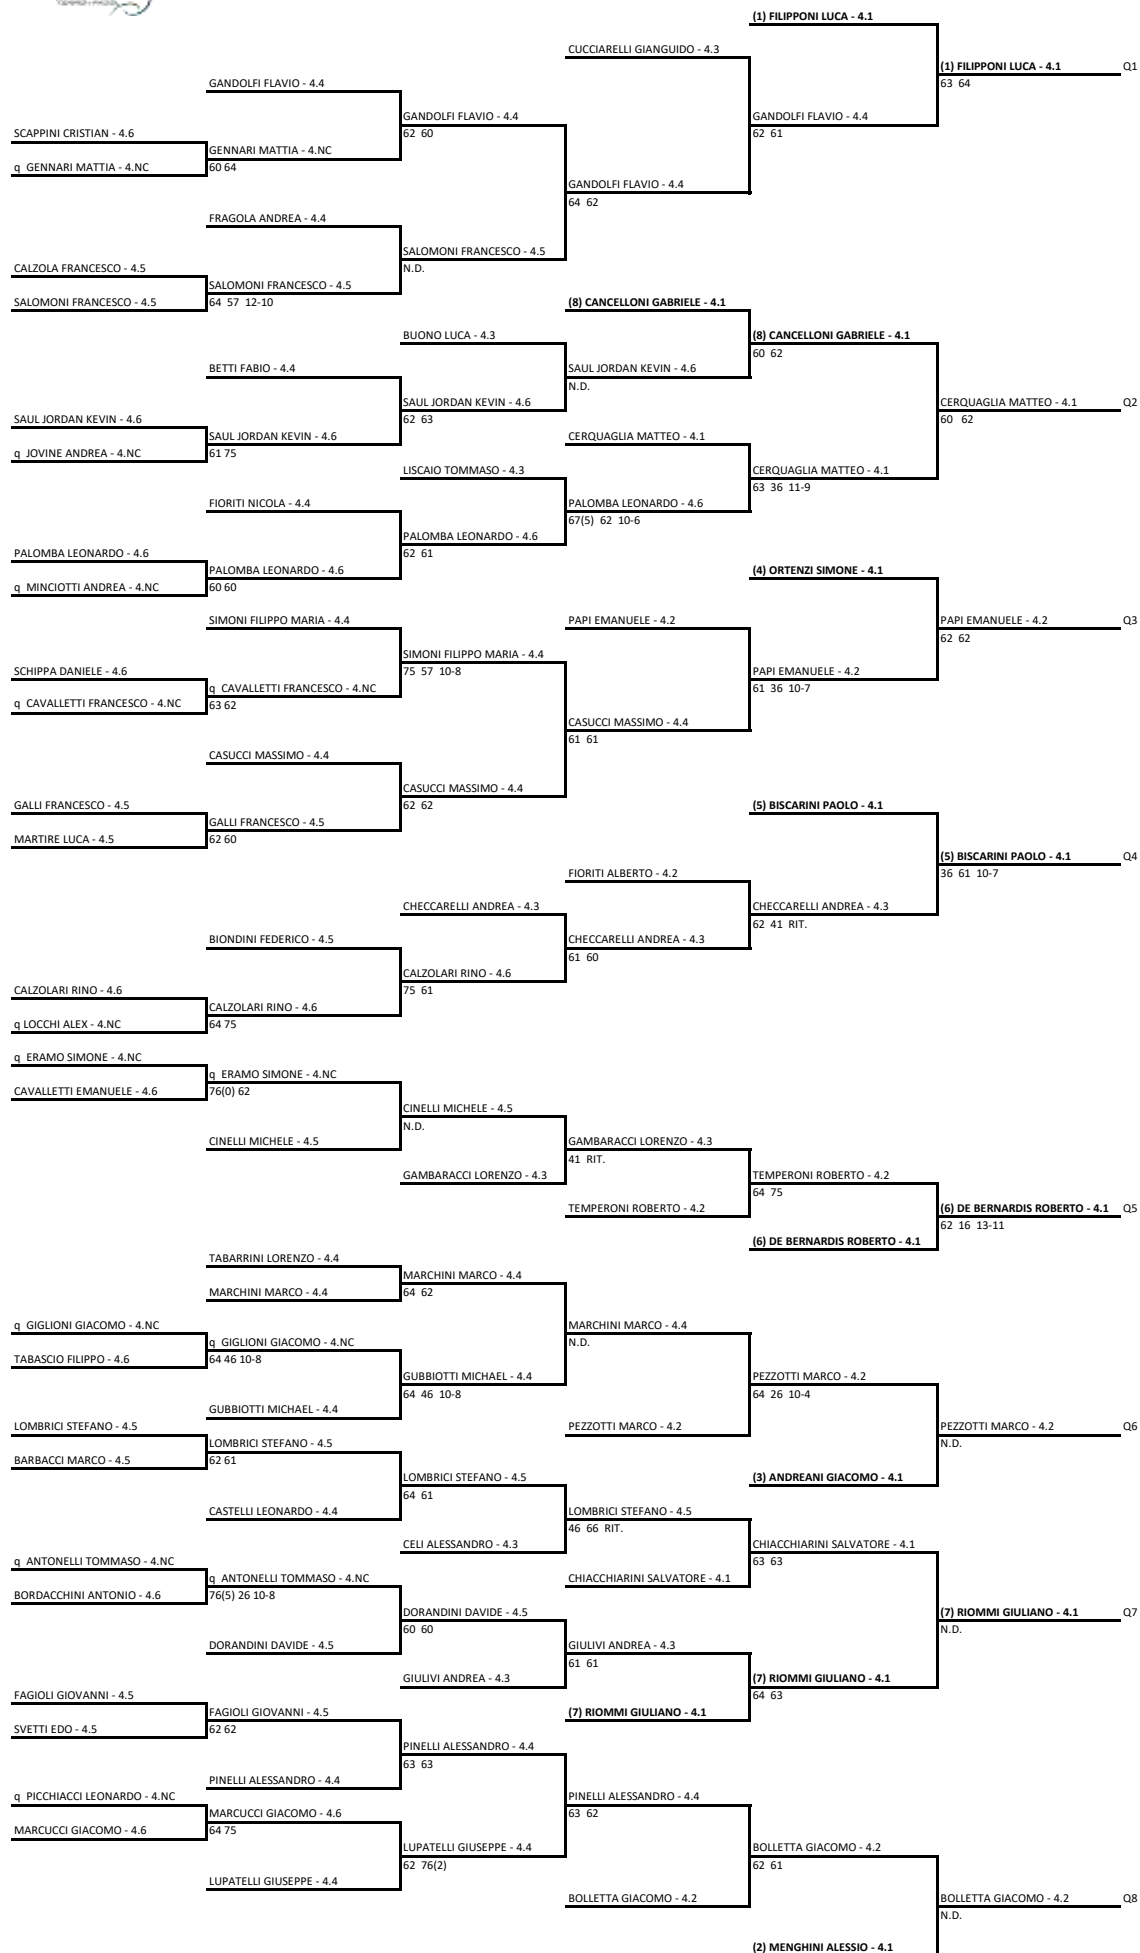 (1) FILIPPONI LUCA - 4.1
CUCCIARELLI GIANGUIDO - 4.3
(1) FILIPPONI LUCA - 4.1 Q1
GANDOLFI FLAVIO - 4.4
63 64
GANDOLFI FLAVIO - 4.4
GANDOLFI FLAVIO - 4.4
SCAPPINI CRISTIAN - 4.6
62 60
62 61
GENNARI MATTIA - 4.NC
q GENNARI MATTIA - 4.NC
60 64
GANDOLFI FLAVIO - 4.4
64 62
FRAGOLA ANDREA - 4.4
SALOMONI FRANCESCO - 4.5
CALZOLA FRANCESCO - 4.5
N.D.
SALOMONI FRANCESCO - 4.5
SALOMONI FRANCESCO - 4.5
64 57 12-10
(8) CANCELLONI GABRIELE - 4.1
BUONO LUCA - 4.3
(8) CANCELLONI GABRIELE - 4.1
60 62
BETTI FABIO - 4.4
SAUL JORDAN KEVIN - 4.6
N.D.
SAUL JORDAN KEVIN - 4.6
CERQUAGLIA MATTEO - 4.1 Q2
SAUL JORDAN KEVIN - 4.6
62 63
60 62
SAUL JORDAN KEVIN - 4.6
CERQUAGLIA MATTEO - 4.1
q JOVINE ANDREA - 4.NC
61 75
LISCAIO TOMMASO - 4.3
CERQUAGLIA MATTEO - 4.1
63 36 11-9
FIORITI NICOLA - 4.4
PALOMBA LEONARDO - 4.6
67(5) 62 10-6
PALOMBA LEONARDO - 4.6
PALOMBA LEONARDO - 4.6
62 61
PALOMBA LEONARDO - 4.6
(4) ORTENZI SIMONE - 4.1
q MINCIOTTI ANDREA - 4.NC
60 60
SIMONI FILIPPO MARIA - 4.4
PAPI EMANUELE - 4.2
PAPI EMANUELE - 4.2 Q3
62 62
SIMONI FILIPPO MARIA - 4.4
SCHIPPA DANIELE - 4.6
75 57 10-8
PAPI EMANUELE - 4.2
q CAVALLETTI FRANCESCO - 4.NC
61 36 10-7
q CAVALLETTI FRANCESCO - 4.NC
63 62
CASUCCI MASSIMO - 4.4
61 61
CASUCCI MASSIMO - 4.4
CASUCCI MASSIMO - 4.4
GALLI FRANCESCO - 4.5
62 62
(5) BISCARINI PAOLO - 4.1
GALLI FRANCESCO - 4.5
MARTIRE LUCA - 4.5
62 60
(5) BISCARINI PAOLO - 4.1 Q4
FIORITI ALBERTO - 4.2
36 61 10-7
CHECCARELLI ANDREA - 4.3
CHECCARELLI ANDREA - 4.3
62 41 RIT.
BIONDINI FEDERICO - 4.5
CHECCARELLI ANDREA - 4.3
61 60
CALZOLARI RINO - 4.6
CALZOLARI RINO - 4.6
75 61
CALZOLARI RINO - 4.6
q LOCCHI ALEX - 4.NC
64 75
q ERAMO SIMONE - 4.NC
q ERAMO SIMONE - 4.NC
CAVALLETTI EMANUELE - 4.6
76(0) 62
CINELLI MICHELE - 4.5
N.D.
CINELLI MICHELE - 4.5
GAMBARACCI LORENZO - 4.3
41 RIT.
GAMBARACCI LORENZO - 4.3
TEMPERONI ROBERTO - 4.2
64 75
TEMPERONI ROBERTO - 4.2
(6) DE BERNARDIS ROBERTO - 4.1 Q5
62 16 13-11
(6) DE BERNARDIS ROBERTO - 4.1
TABARRINI LORENZO - 4.4
MARCHINI MARCO - 4.4
MARCHINI MARCO - 4.4
64 62
q GIGLIONI GIACOMO - 4.NC
MARCHINI MARCO - 4.4
q GIGLIONI GIACOMO - 4.NC
N.D.
TABASCIO FILIPPO - 4.6
64 46 10-8
GUBBIOTTI MICHAEL - 4.4
PEZZOTTI MARCO - 4.2
64 46 10-8
64 26 10-4
GUBBIOTTI MICHAEL - 4.4
LOMBRICI STEFANO - 4.5
PEZZOTTI MARCO - 4.2
PEZZOTTI MARCO - 4.2 Q6
LOMBRICI STEFANO - 4.5
N.D.
BARBACCI MARCO - 4.5
62 61
LOMBRICI STEFANO - 4.5
(3) ANDREANI GIACOMO - 4.1
64 61
CASTELLI LEONARDO - 4.4
LOMBRICI STEFANO - 4.5
46 66 RIT.
CELI ALESSANDRO - 4.3
CHIACCHIARINI SALVATORE - 4.1
q ANTONELLI TOMMASO - 4.NC
63 63
q ANTONELLI TOMMASO - 4.NC
CHIACCHIARINI SALVATORE - 4.1
BORDACCHINI ANTONIO - 4.6
76(5) 26 10-8
DORANDINI DAVIDE - 4.5
(7) RIOMMI GIULIANO - 4.1 Q7
60 60
N.D.
DORANDINI DAVIDE - 4.5
GIULIVI ANDREA - 4.3
61 61
GIULIVI ANDREA - 4.3
(7) RIOMMI GIULIANO - 4.1
FAGIOLI GIOVANNI - 4.5
64 63
FAGIOLI GIOVANNI - 4.5
(7) RIOMMI GIULIANO - 4.1
SVETTI EDO - 4.5
62 62
PINELLI ALESSANDRO - 4.4
63 63
PINELLI ALESSANDRO - 4.4
q PICCHIACCI LEONARDO - 4.NC
PINELLI ALESSANDRO - 4.4
MARCUCCI GIACOMO - 4.6
63 62
MARCUCCI GIACOMO - 4.6
64 75
LUPATELLI GIUSEPPE - 4.4
BOLLETTA GIACOMO - 4.2
62 76(2)
62 61
LUPATELLI GIUSEPPE - 4.4
BOLLETTA GIACOMO - 4.2
BOLLETTA GIACOMO - 4.2 Q8
N.D.
(2) MENGHINI ALESSIO - 4.1